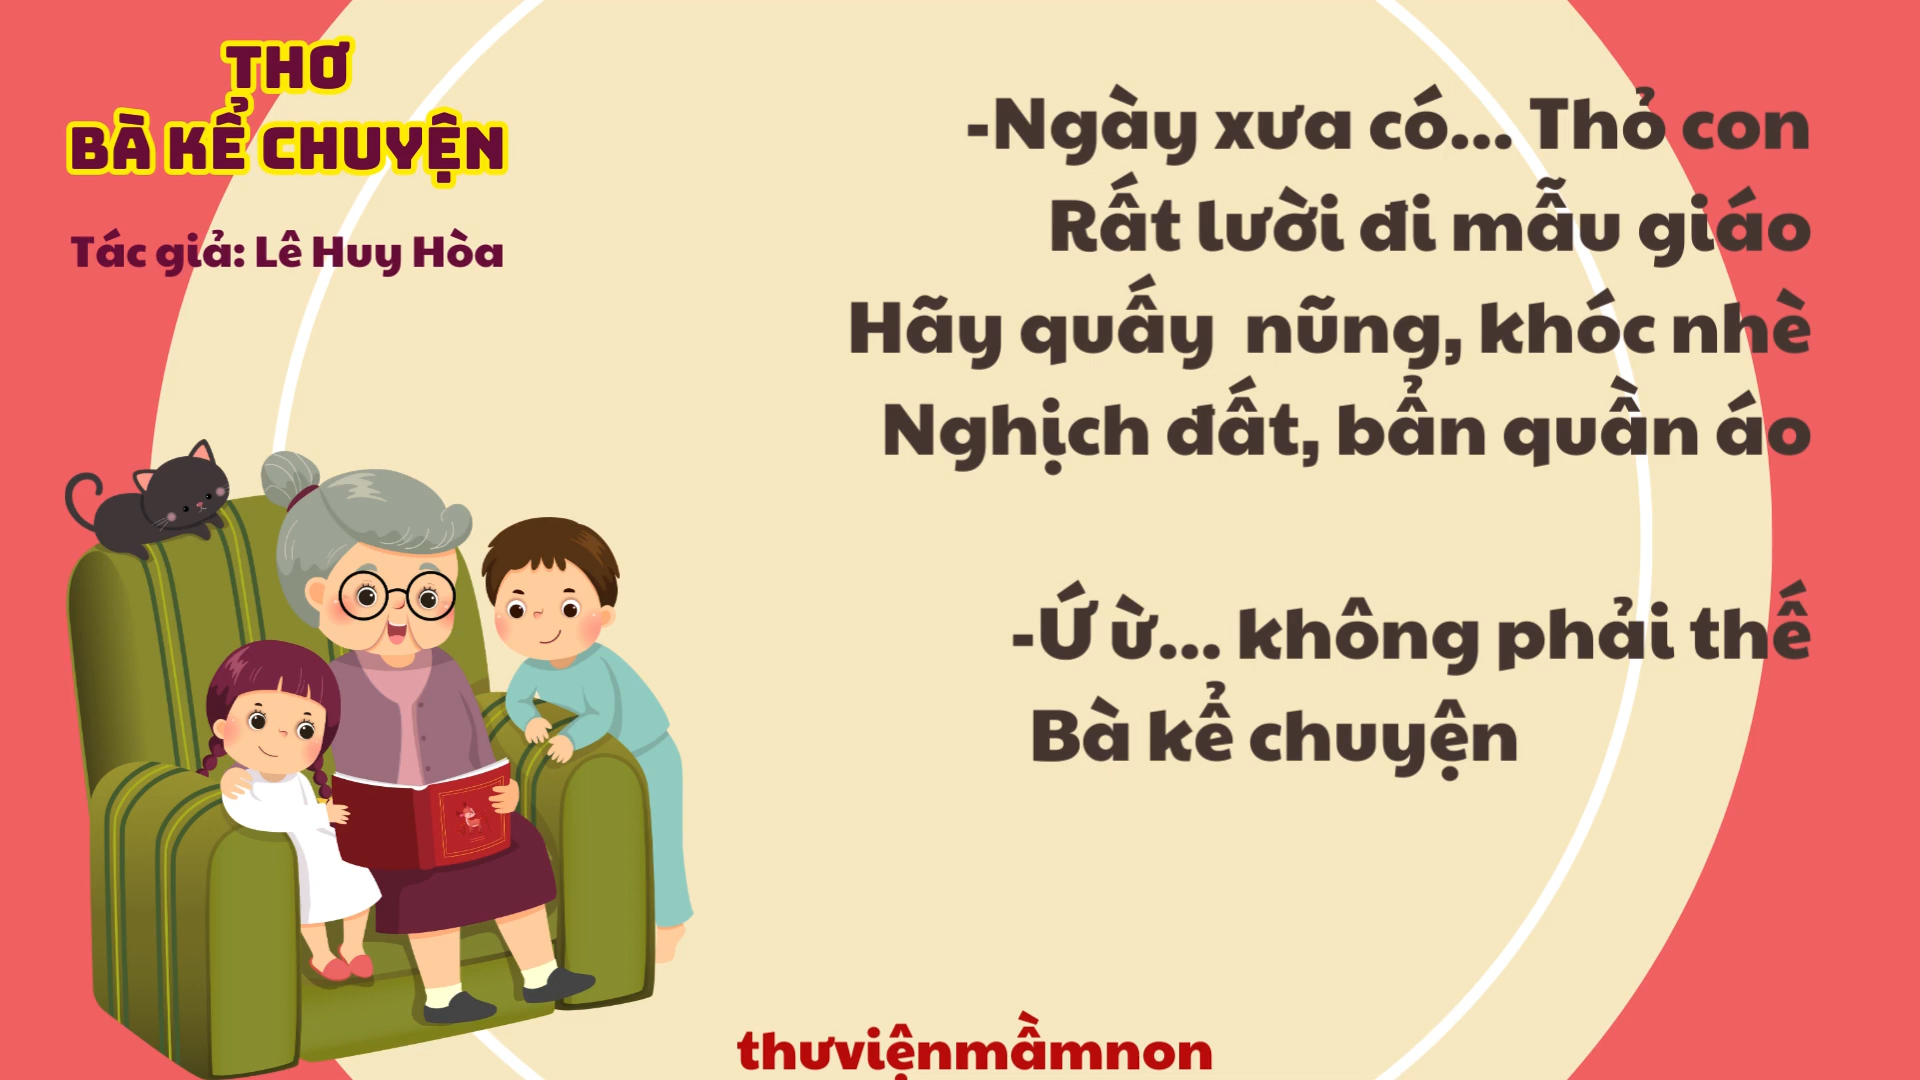 THƠ
BÀ KỂ CHUYỆN
Tác giả: Lê Huy Hòa
-Ngày xưa có... Thỏ con
Rất lười đi mẫu giáo
Hãy quấy nũng, khóc nhè
Nghịch đất, bẩn quần áo
-Ứ ừ... không phải thế
Bà kể chuyện
thưviệnmầmnon